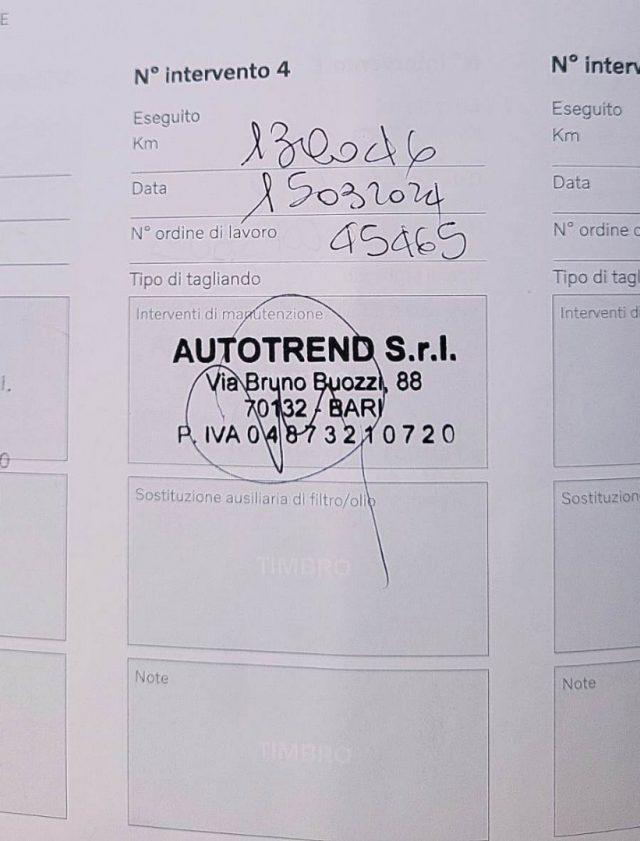 E
N° intervento 4
Eseguito
Km 130046
Data 15032024
N° ordine di lavoro 45465
Tipo di tagliando
Interventi di manutenzione
AUTOTREND S.r.l.
Via Bruno Buozzi, 88
70132 - BARI
P. IVA 04873210720
Sostituzione ausiliaria di filtro/olio
TIMBRO
Note
TIMBRO
N° interv
Eseguito
Km
Data
N° ordine d
Tipo di tagl
Interventi di
Sostituzion
Note